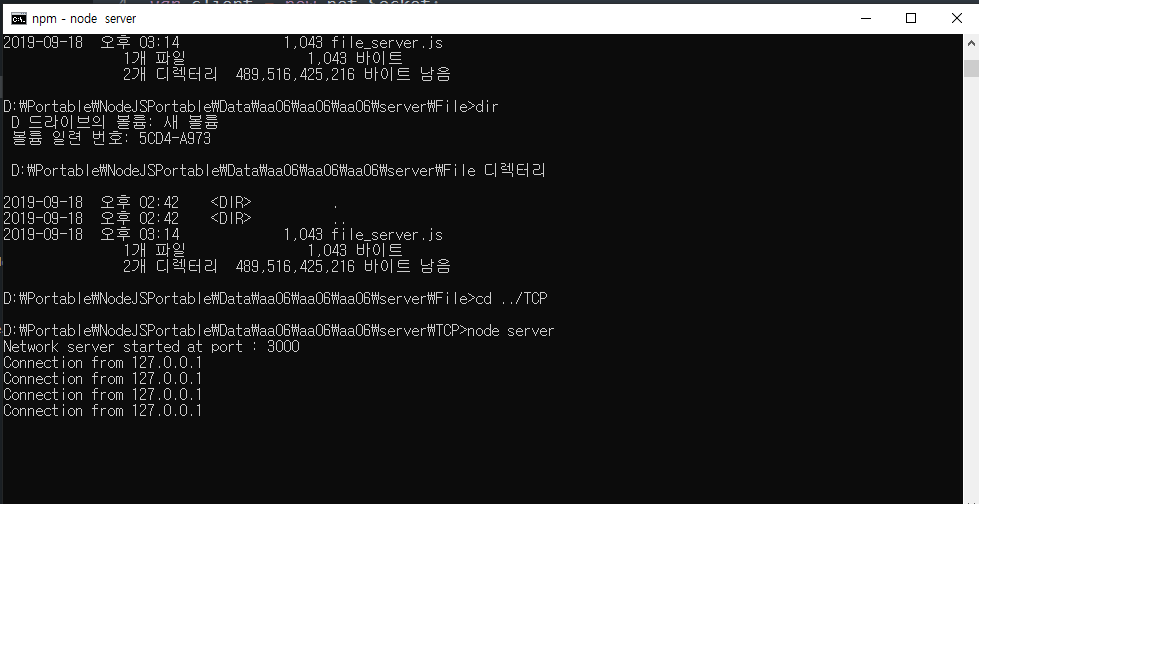 npm - node server
2019-09-18 오후 03:14 1,043 file_server.js
1개 파일 1,043 바이트
2개 디렉터리 489,516,425,216 바이트 남음
D:₩Portable₩NodeJSPortable₩Data₩aa06₩aa06₩aa06₩server₩File>dir
D 드라이브의 볼륨: 새 볼륨
볼륨 일련 번호: 5CD4-A973
D:₩Portable₩NodeJSPortable₩Data₩aa06₩aa06₩aa06₩server₩File 디렉터리
2019-09-18 오후 02:42 <DIR> .
2019-09-18 오후 02:42 <DIR> ..
2019-09-18 오후 03:14 1,043 file_server.js
1개 파일 1,043 바이트
2개 디렉터리 489,516,425,216 바이트 남음
D:₩Portable₩NodeJSPortable₩Data₩aa06₩aa06₩aa06₩server₩File>cd ../TCP
D:₩Portable₩NodeJSPortable₩Data₩aa06₩aa06₩aa06₩server₩TCP>node server
Network server started at port : 3000
Connection from 127.0.0.1
Connection from 127.0.0.1
Connection from 127.0.0.1
Connection from 127.0.0.1